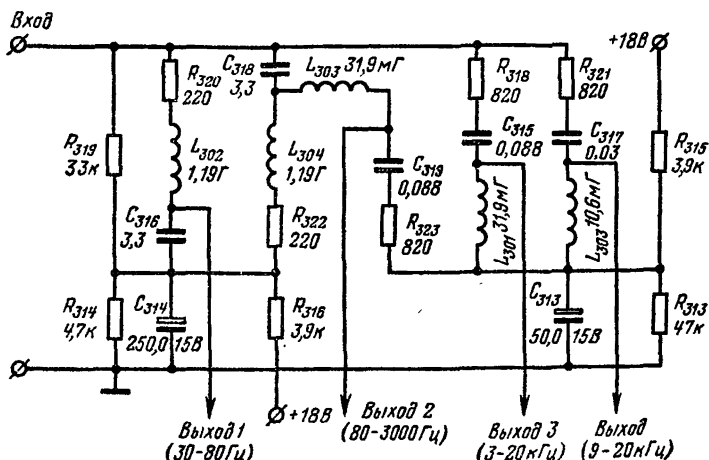 Вход
+18В
R320
220
C318
3,3
L303 31,9мГ
R318
820
R321
820
R319
33к
L302
1,19Г
L304
1,19Г
C315
0,088
C317
0,03
R315
3,9к
C319
0,088
C316
3,3
R322
220
R323
820
L301
31,9мГ
L303
10,6мГ
R314
4,7к
C314
250,0 15В
R316
3,9к
C313
50,0 15В
R313
47к
+18В
Выход 1
(30-80Гц)
Выход 2
(80-3000Гц)
Выход 3
(3-20кГц)
Выход
(9-20кГц)